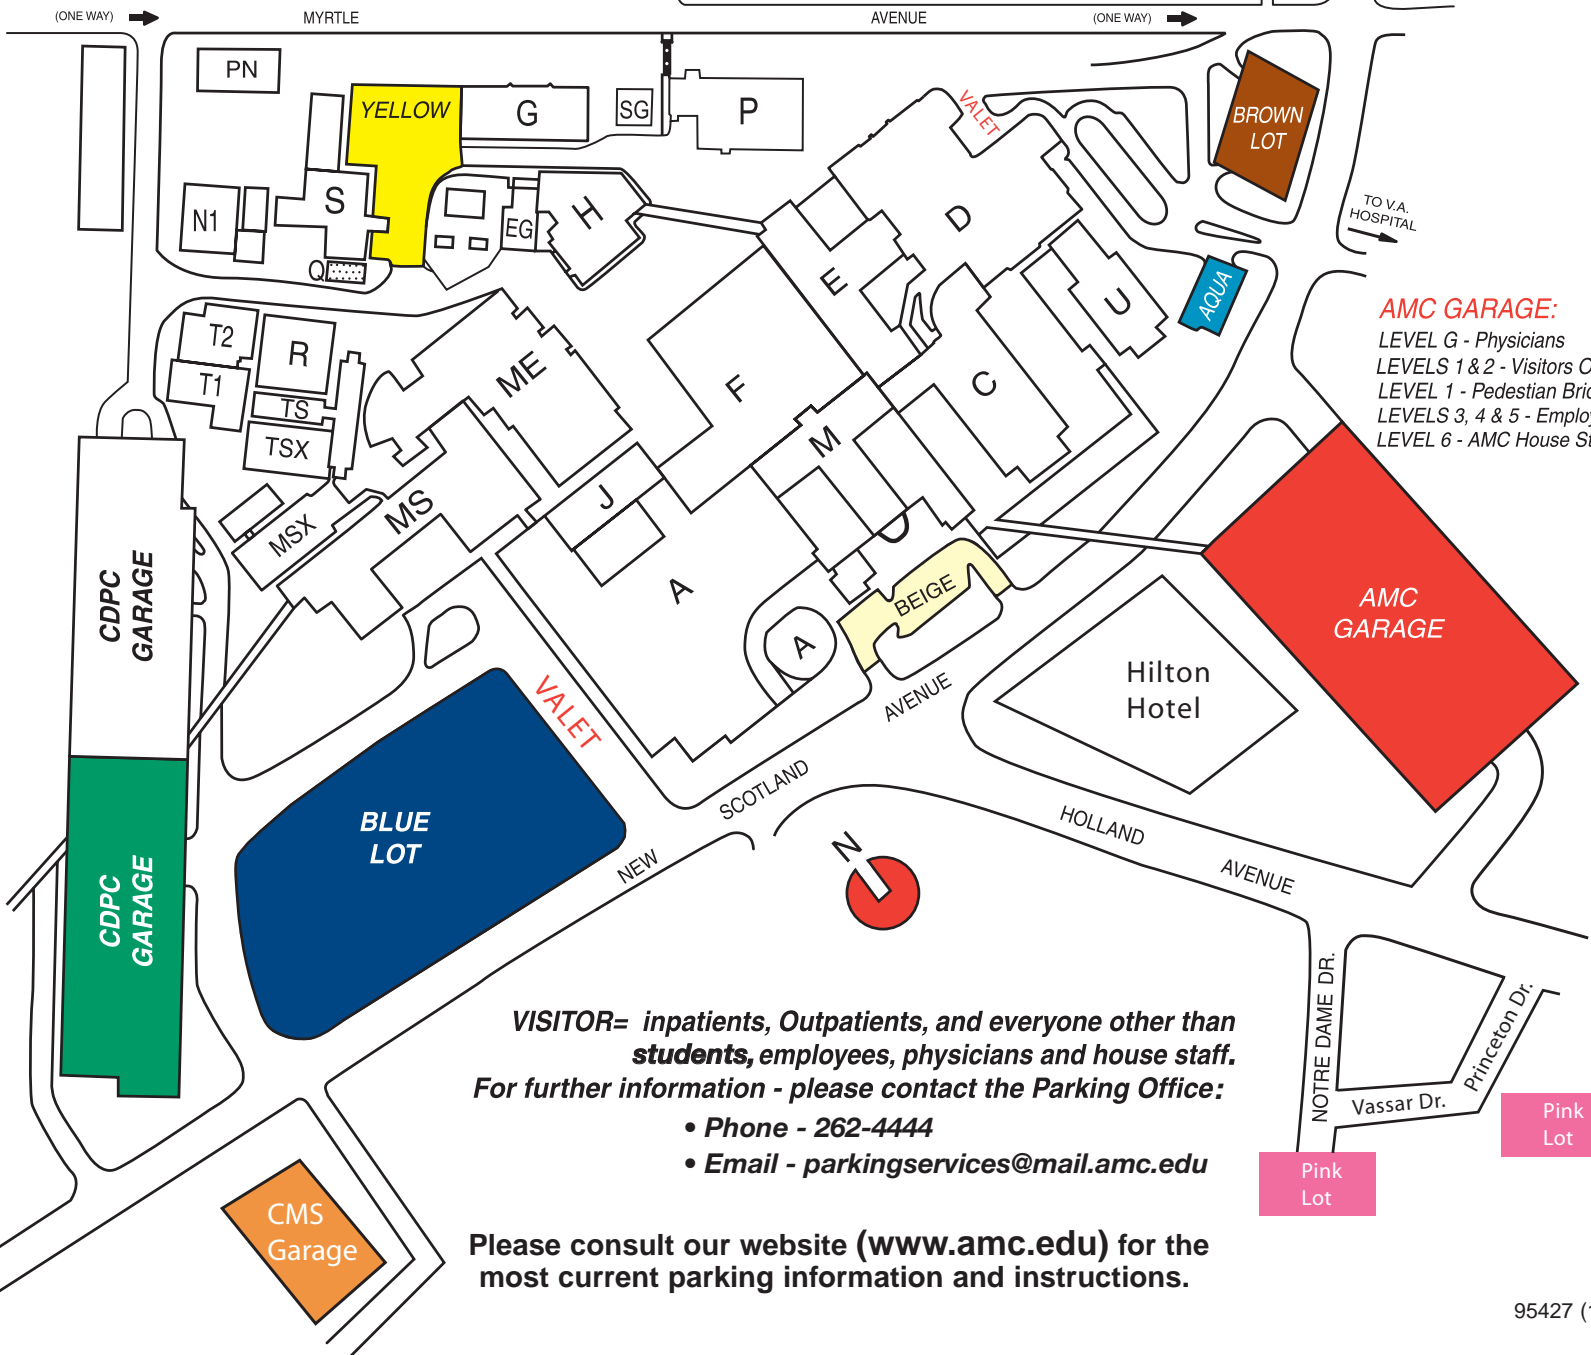 (ONE WAY) MYRTLE AVENUE (ONE WAY)
PN
YELLOW
G
SG
P
VALET
BROWN
LOT
TO V.A.
HOSPITAL
N1
S
Q
EG
H
D
E
U
AQUA
AMC GARAGE:
LEVEL G - Physicians
LEVELS 1 & 2 - Visitors
LEVEL 1 - Pedestian
LEVELS 3, 4 & 5 -
LEVEL 6 - AMC House
T2
R
T1
TS
TSX
ME
F
C
M
J
MS
MSX
A
A
BEIGE
CDPC
GARAGE
AMC
GARAGE
Hilton
Hotel
VALET
BLUE
LOT
NEW SCOTLAND AVENUE
HOLLAND AVENUE
N
CDPC
GARAGE
NOTRE DAME DR.
Princeton Dr.
Vassar Dr.
Pink
Lot
Pink
Lot
VISITOR= inpatients, Outpatients, and everyone other than
students, employees, physicians and house staff.
For further information - please contact the Parking Office:
• Phone - 262-4444
• Email - parkingservices@mail.amc.edu
CMS
Garage
Please consult our website (www.amc.edu) for the
most current parking information and instructions.
95427